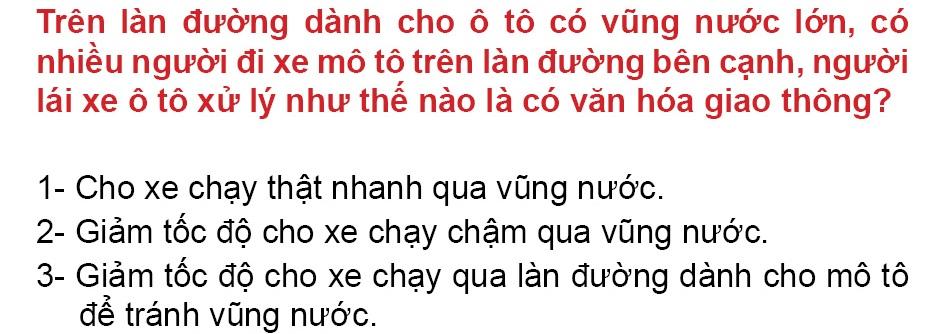 Trên làn đường dành cho ô tô có vũng nước lớn, có
nhiều người đi xe mô tô trên làn đường bên cạnh, người
lái xe ô tô xử lý như thế nào là có văn hóa giao thông?
1- Cho xe chạy thật nhanh qua vũng nước.
2- Giảm tốc độ cho xe chạy chậm qua vũng nước.
3- Giảm tốc độ cho xe chạy qua làn đường dành cho mô tô
để tránh vũng nước.